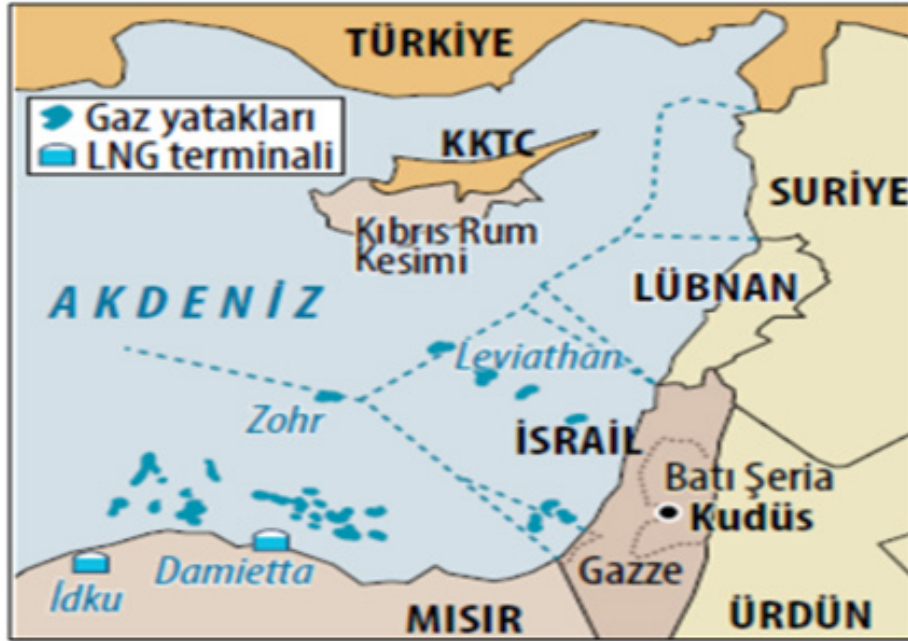 TÜRKİYE
Gaz yatakları
LNG terminali
KKTC
SURİYE
Kıbrıs Rum
Kesimi
LÜBNAN
AKDENİZ
Leviathan
Zohr
İSRAİL
Batı Şeria
Kudüs
Damietta
Gazze
İdku
MISIR
ÜRDÜN